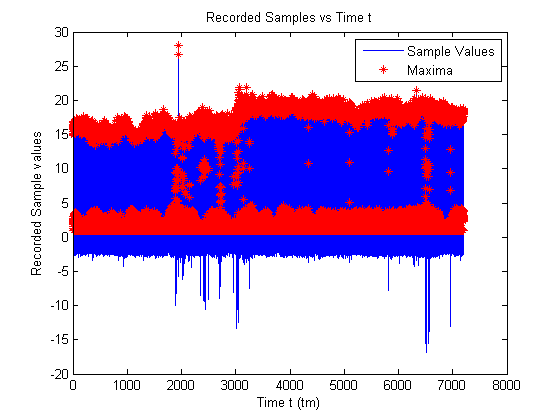 Recorded Samples vs Time t
30
25
20
15
10
5
0
-5
-10
-15
-20
Recorded Sample values
Sample Values
Maxima
0 1000 2000 3000 4000 5000 6000 7000 8000
Time t (tm)